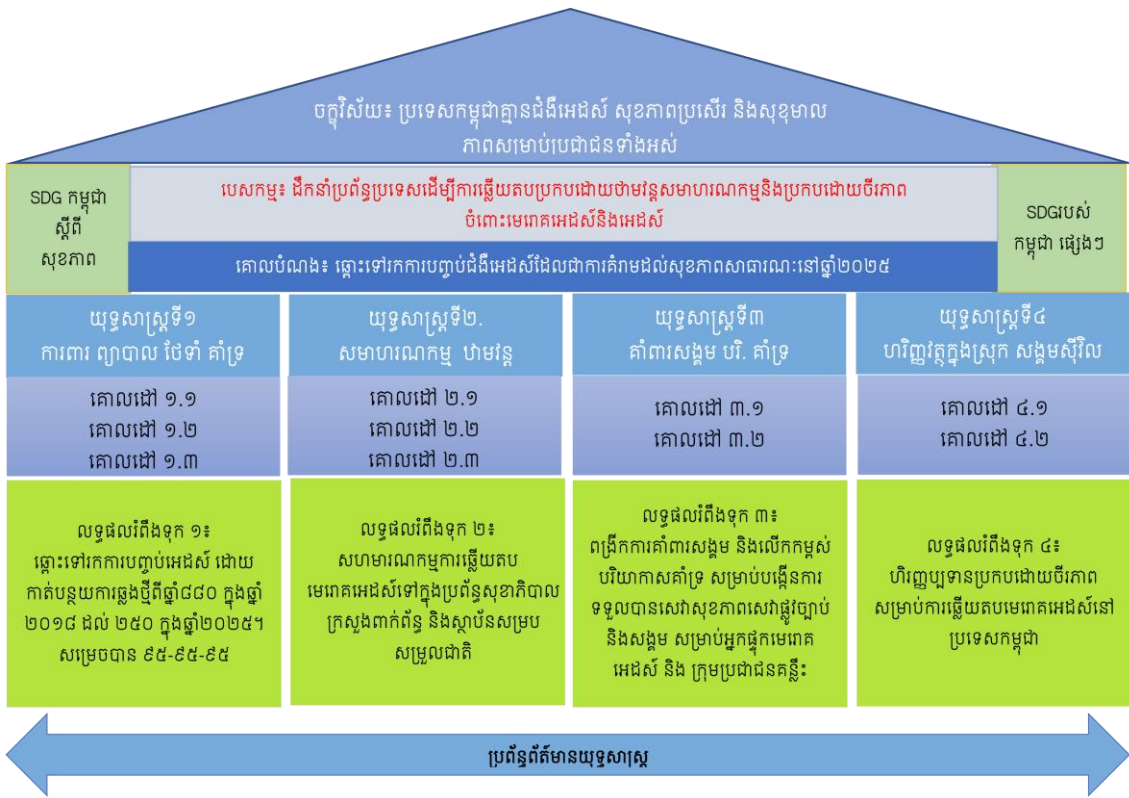 ចក្ខុវិស័យ៖ ប្រទេសកម្ពុជាគ្មានជំងឺអេដស៍ សុខភាពប្រសើរ និងសុខុមាល
ភាពសម្រាប់ប្រជាជនទាំងអស់
SDG កម្ពុជា
ស្តីពី
សុខភាព
បេសកម្ម៖ ដឹកនាំប្រព័ន្ធប្រទេសដើម្បីការឆ្លើយតបប្រកបដោយថាមវន្តសមាហរណកម្មនិងប្រកបដោយចីរភាព
ចំពោះមេរោគអេដស៍និងអេដស៍
គោលបំណង៖ ឆ្ពោះទៅរកការបញ្ចប់ជំងឺអេដស៍ដែលជាការគំរាមដល់សុខភាពសាធារណៈនៅឆ្នាំ២០២៥
SDGរបស់
កម្ពុជា ផ្សេងៗ
យុទ្ធសាស្ត្រទី១
ការពារ ព្យាបាល ថែទាំ គាំទ្រ
គោលដៅ ១.១
គោលដៅ ១.២
គោលដៅ ១.៣
លទ្ធផលរំពឹងទុក ១៖
ឆ្ពោះទៅរកការបញ្ចប់អេដស៍ ដោយ
កាត់បន្ថយការឆ្លងថ្មីពីឆ្នាំ៨៨០ ក្នុងឆ្នាំ
២០១៨ ដល់ ២៥០ ក្នុងឆ្នាំ២០២៥។
សម្រេចបាន ៩៥-៩៥-៩៥
យុទ្ធសាស្ត្រទី២.
សមាហរណកម្ម ឋាមវន្ត
គោលដៅ ២.១
គោលដៅ ២.2
គោលដៅ ២.៣
លទ្ធផលរំពឹងទុក ២៖
សហមារណកម្មការឆ្លើយតប
មេរោគអេដស៍ទៅក្នុងប្រព័ន្ធសុខាភិបាល
ក្រសួងពាក់ព័ន្ធ និងស្ថាប័នសម្រប
សម្រួលជាតិ
យុទ្ធសាស្ត្រទី៣
គាំពារសង្គម បរិ. គាំទ្រ
គោលដៅ ៣.១
គោលដៅ ៣.២
លទ្ធផលរំពឹងទុក ៣៖
ពង្រីកការគាំពារសង្គម និងលើកកម្ពស់
បរិយាកាសគាំទ្រ សម្រាប់បង្កើនការ
ទទួលបានសេវាសុខភាពសេវាផ្លូវច្បាប់
និងសង្គម សម្រាប់អ្នកផ្ទុកមេរោគ
អេដស៍ និង ក្រុមប្រជាជនគន្លឹះ
យុទ្ធសាស្ត្រទី៤
ហរិញ្ញវត្ថុក្នុងស្រុក សង្គមស៊ីវិល
គោលដៅ ៤.១
គោលដៅ ៤.២
លទ្ធផលរំពឹងទុក ៤៖
ហិរញ្ញប្បទានប្រកបដោយចីរភាព
សម្រាប់ការឆ្លើយតបមេរោគអេដស៍នៅ
ប្រទេសកម្ពុជា
ប្រព័ន្ធព័ត៌មានយុទ្ធសាស្ត្រ